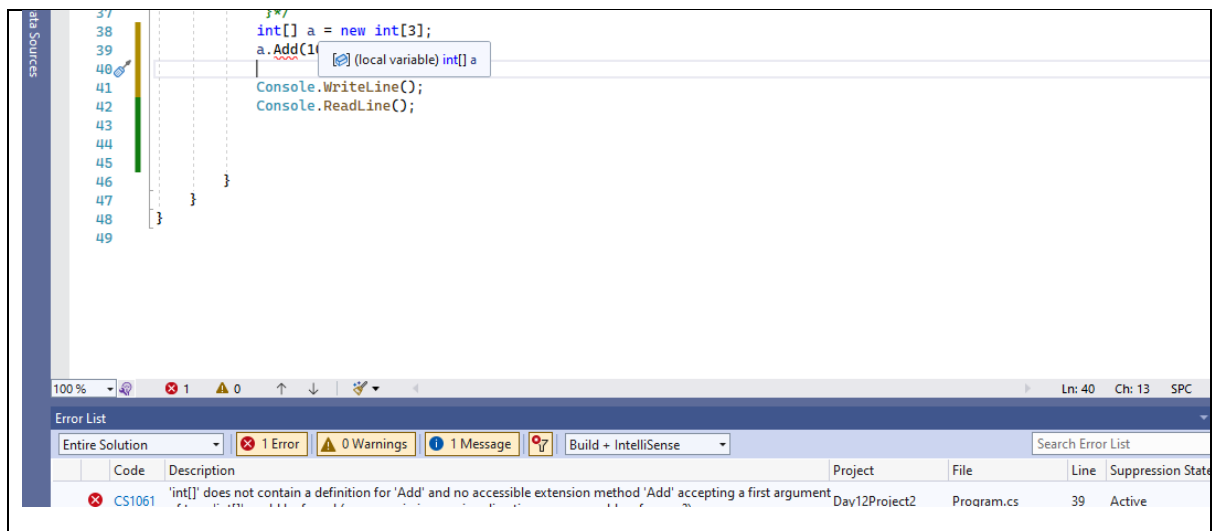 ata Sources
37 }*/
38 int[] a = new int[3];
39 a.Add(1
(local variable) int[] a
40
41 Console.WriteLine();
42 Console.ReadLine();
43
44
45
46 }
47 }
48 }
49
100 % 1 0 Ln: 40 Ch: 13 SPC
Error List
Entire Solution 1 Error 0 Warnings 1 Message Build + IntelliSense Search Error List
Code Description Project File Line Suppression State
CS1061 'int[]' does not contain a definition for 'Add' and no accessible extension method 'Add' accepting a first argument Day12Project2 Program.cs 39 Active